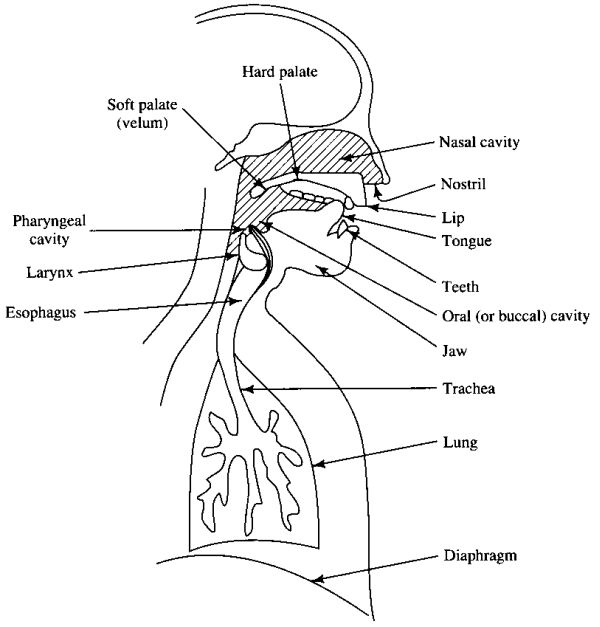 Hard palate
Soft palate
(velum)
Nasal cavity
Nostril
Lip
Pharyngeal
cavity
Tongue
Larynx
Teeth
Esophagus
Oral (or buccal) cavity
Jaw
Trachea
Lung
Diaphragm